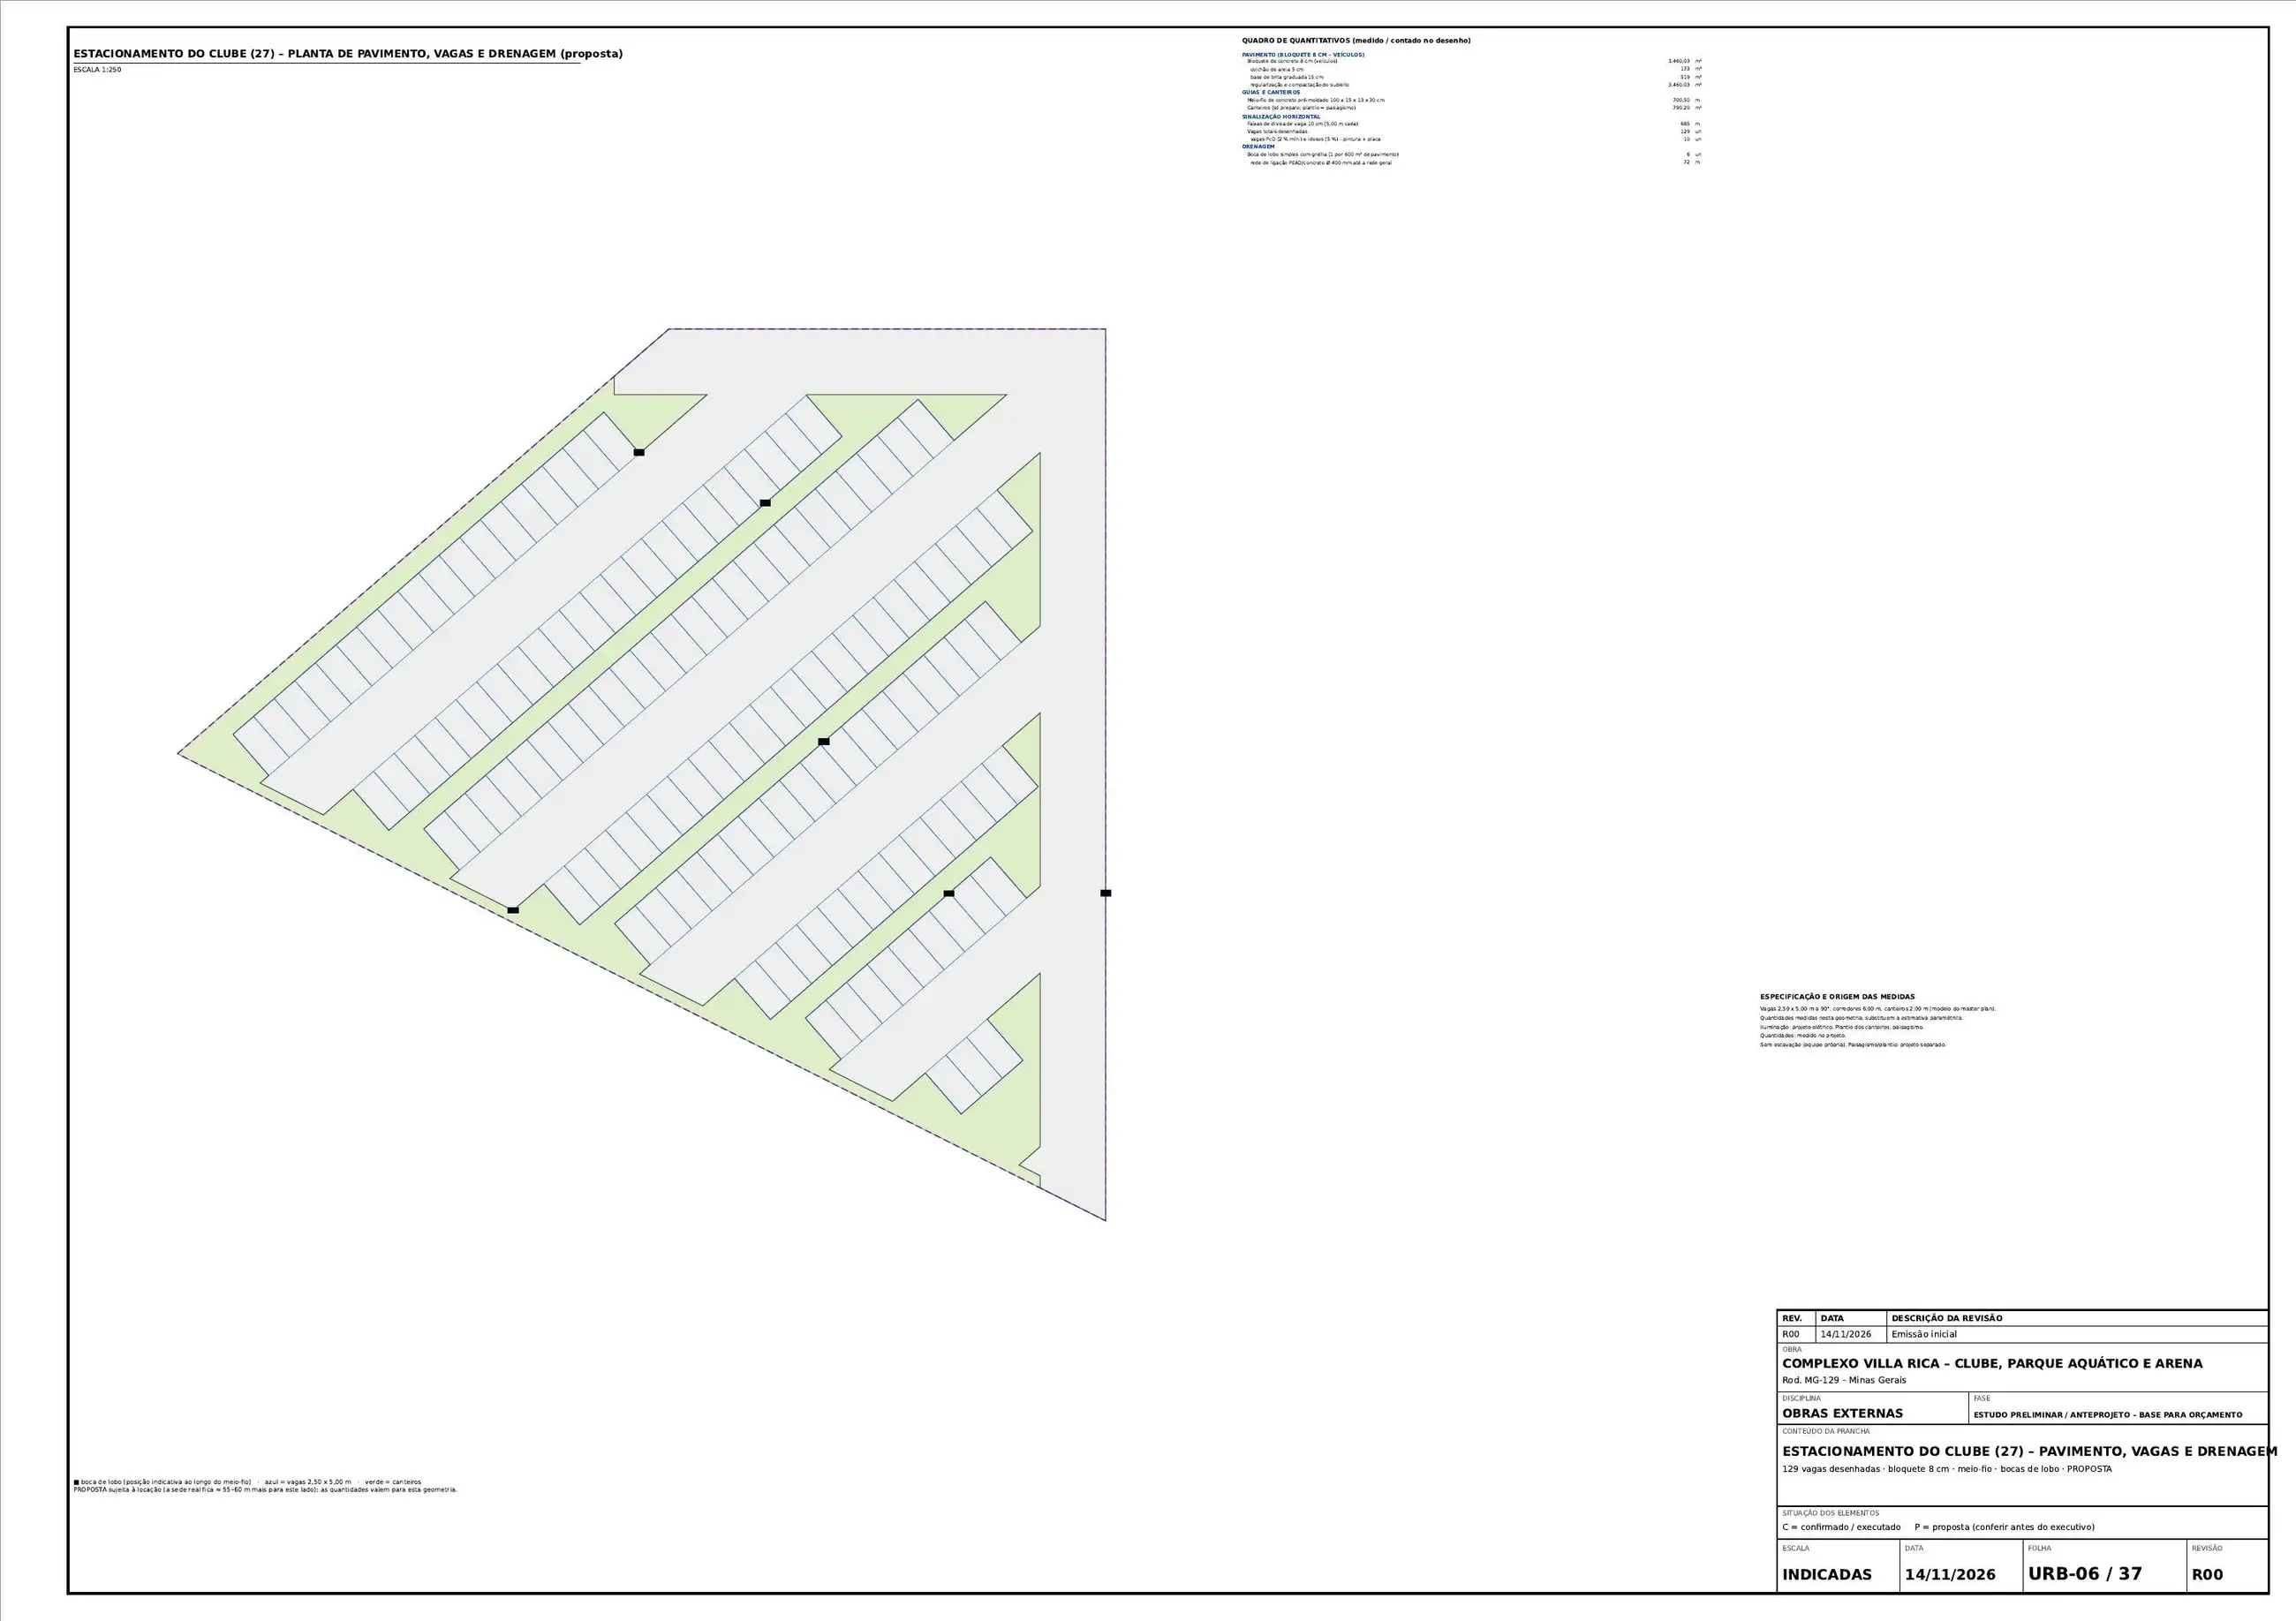 ESTACIONAMENTO DO CLUBE (27) – PLANTA DE PAVIMENTO, VAGAS E DRENAGEM (proposta)
ESCALA 1:250
QUADRO DE QUANTITATIVOS (medido / contado no desenho)
PAVIMENTO (BLOQUETE 8 CM – VEÍCULOS)
Bloquete de concreto 8 cm (veículos) 3.460,03 m²
colchão de areia 5 cm 173 m³
base de brita graduada 15 cm 519 m³
regularização e compactação do subleito 3.460,03 m²
GUIAS E CANTEIROS
Meio-fio de concreto pré-moldado 100 x 15 x 13 x 30 cm 700,50 m
Canteiros (só preparo; plantio = paisagismo) 790,20 m²
SINALIZAÇÃO HORIZONTAL
Faixas de divisa de vaga 10 cm (5,00 m cada) 685 m
Vagas totais desenhadas 129 un
vagas PcD (2 % mín.) e idosos (5 %) – pintura + placa 10 un
DRENAGEM
Boca de lobo simples com grelha (1 por 600 m² de pavimento) 6 un
rede de ligação PEAD/concreto Ø 400 mm até a rede geral 72 m
ESPECIFICAÇÃO E ORIGEM DAS MEDIDAS
Vagas 2,50 x 5,00 m a 90°, corredores 6,00 m, canteiros 2,00 m (modelo do master plan).
Quantidades medidas nesta geometria; substituem a estimativa paramétrica.
Iluminação: projeto elétrico. Plantio dos canteiros: paisagismo.
Quantidades: medido no projeto.
Sem escavação (equipe própria). Paisagismo/plantio: projeto separado.
REV. DATA DESCRIÇÃO DA REVISÃO
R00 14/11/2026 Emissão inicial
OBRA
COMPLEXO VILLA RICA – CLUBE, PARQUE AQUÁTICO E ARENA
Rod. MG-129 – Minas Gerais
DISCIPLINA FASE
OBRAS EXTERNAS ESTUDO PRELIMINAR / ANTEPROJETO – BASE PARA ORÇAMENTO
CONTEÚDO DA PRANCHA
ESTACIONAMENTO DO CLUBE (27) – PAVIMENTO, VAGAS E DRENAGEM
129 vagas desenhadas · bloquete 8 cm · meio-fio · bocas de lobo · PROPOSTA
■ boca de lobo (posição indicativa ao longo do meio-fio) · azul = vagas 2,50 x 5,00 m · verde = canteiros
PROPOSTA sujeita à locação (a sede real fica ≈ 55–60 m mais para este lado); as quantidades valem para esta geometria.
SITUAÇÃO DOS ELEMENTOS
C = confirmado / executado P = proposta (conferir antes do executivo)
ESCALA DATA FOLHA REVISÃO
INDICADAS 14/11/2026 URB-06 / 37 R00